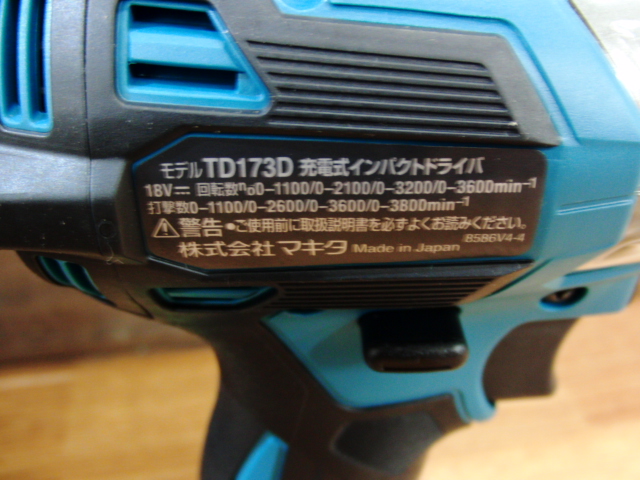 モデル TD173D 充電式インパクトドライバ
18V⎓ 回転数n₀0-1100/0-2100/0-3200/0-3600min⁻¹
打撃数0-1100/0-2600/0-3600/0-3800min⁻¹
⚠警告 •ご使用前に取扱説明書を必ずよくお読みください。
株式会社 マキタ Made in Japan 8586V4-4